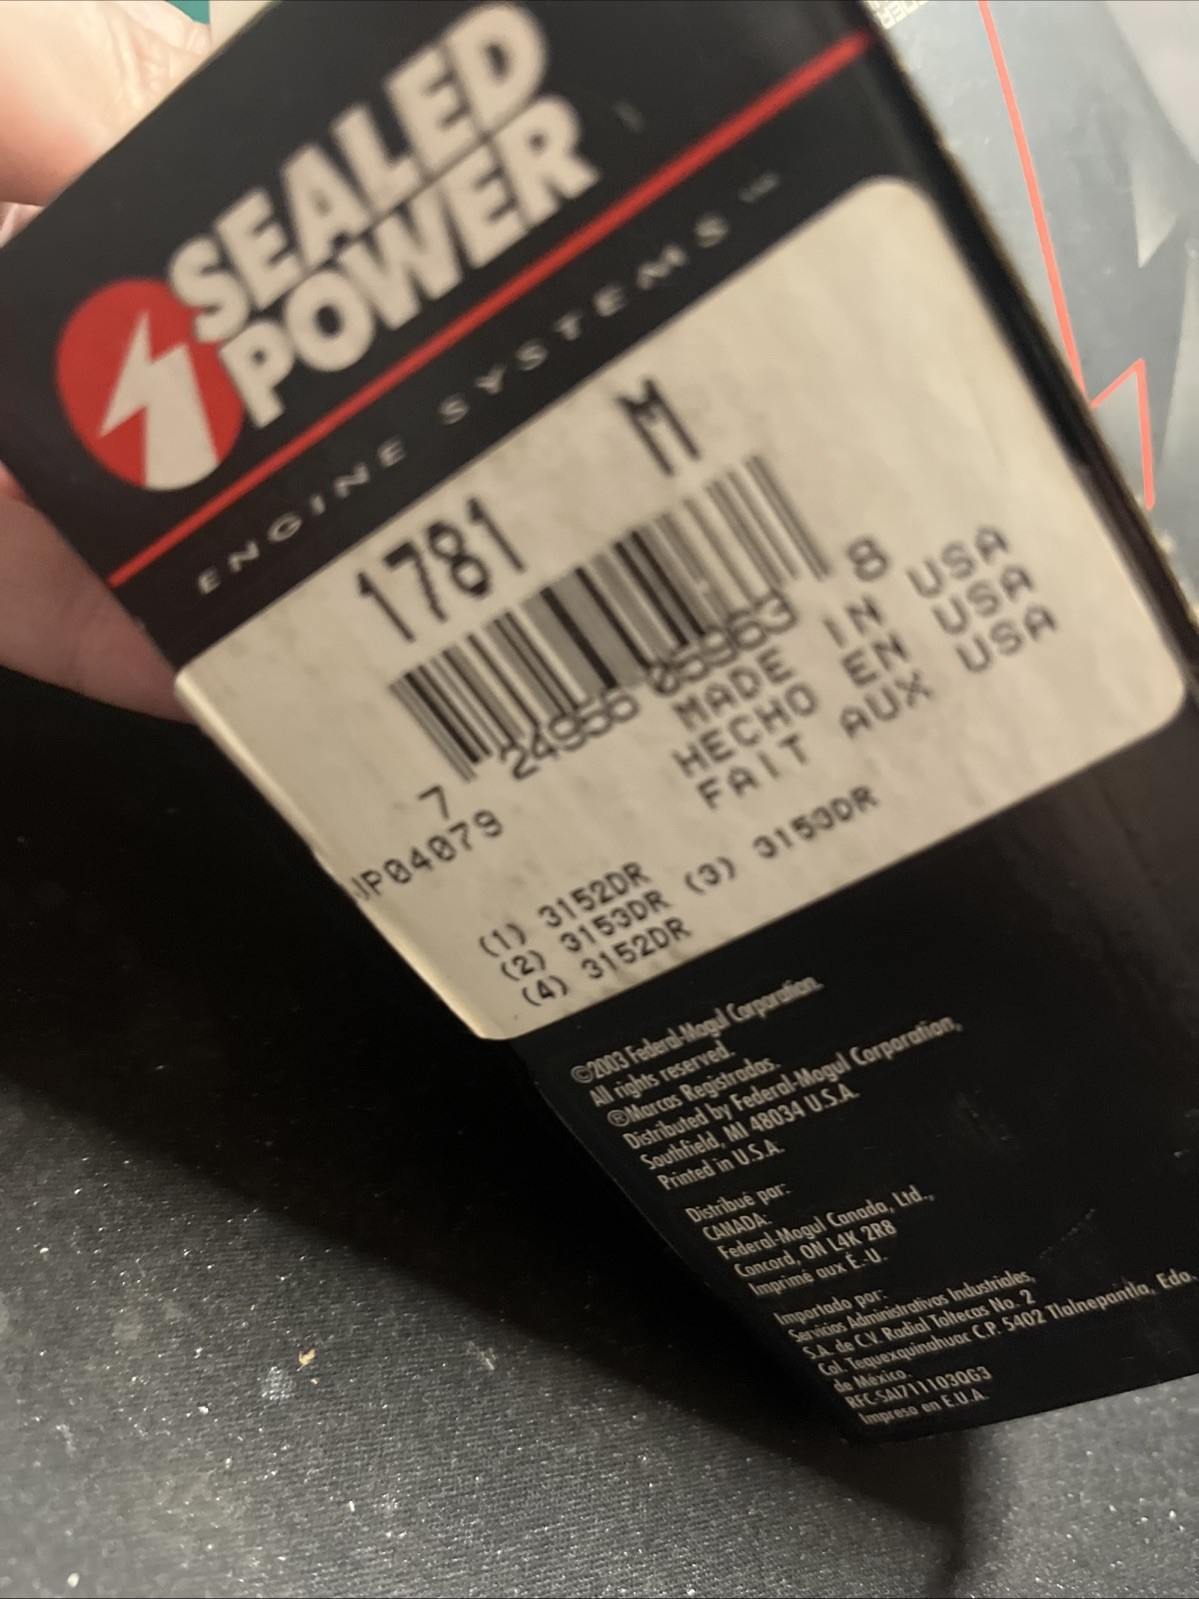 SEALED
POWER
ENGINE SYSTEMS
1781 M
7 24956 05963 8
MADE IN USA
HECHO EN USA
FAIT AUX USA
IP04079
(1) 3152DR
(2) 3153DR (3) 3153DR
(4) 3152DR
©2003 Federal-Mogul Corporation.
All rights reserved.
®Marcas Registradas.
Distributed by Federal-Mogul Corporation,
Southfield, MI 48034 U.S.A.
Printed in U.S.A.
Distribué par:
CANADA:
Federal-Mogul Canada, Ltd.,
Concord, ON L4K 2R8
Imprimé aux É.-U.
Importado por:
Servicios Administrativos Industriales,
S.A. de C.V. Radial Toltecas No. 2
Col. Tequexquinahuac C.P. 5402 Tlalnepantla, Edo.
de México.
RFC-SAI7111030G3
Impreso en E.U.A.